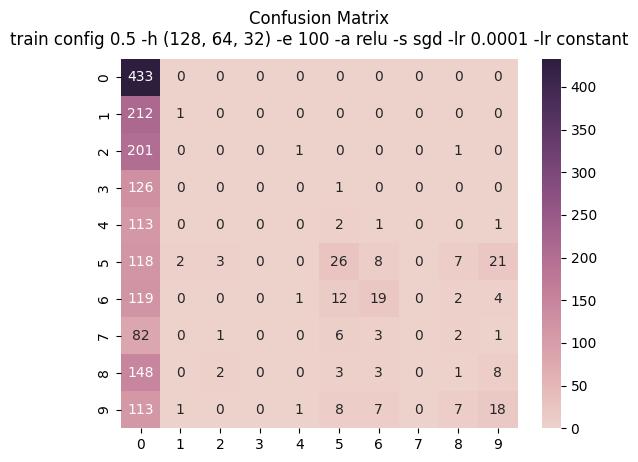 Confusion Matrix
train config 0.5 -h (128, 64, 32) -e 100 -a relu -s sgd -lr 0.0001 -lr constant
0 433 0 0 0 0 0 0 0 0 0
1 212 1 0 0 0 0 0 0 0 0
2 201 0 0 0 1 0 0 0 1 0
3 126 0 0 0 0 1 0 0 0 0
4 113 0 0 0 0 2 1 0 0 1
5 118 2 3 0 0 26 8 0 7 21
6 119 0 0 0 1 12 19 0 2 4
7 82 0 1 0 0 6 3 0 2 1
8 148 0 2 0 0 3 3 0 1 8
9 113 1 0 0 1 8 7 0 7 18
0 1 2 3 4 5 6 7 8 9
400
350
300
250
200
150
100
50
0